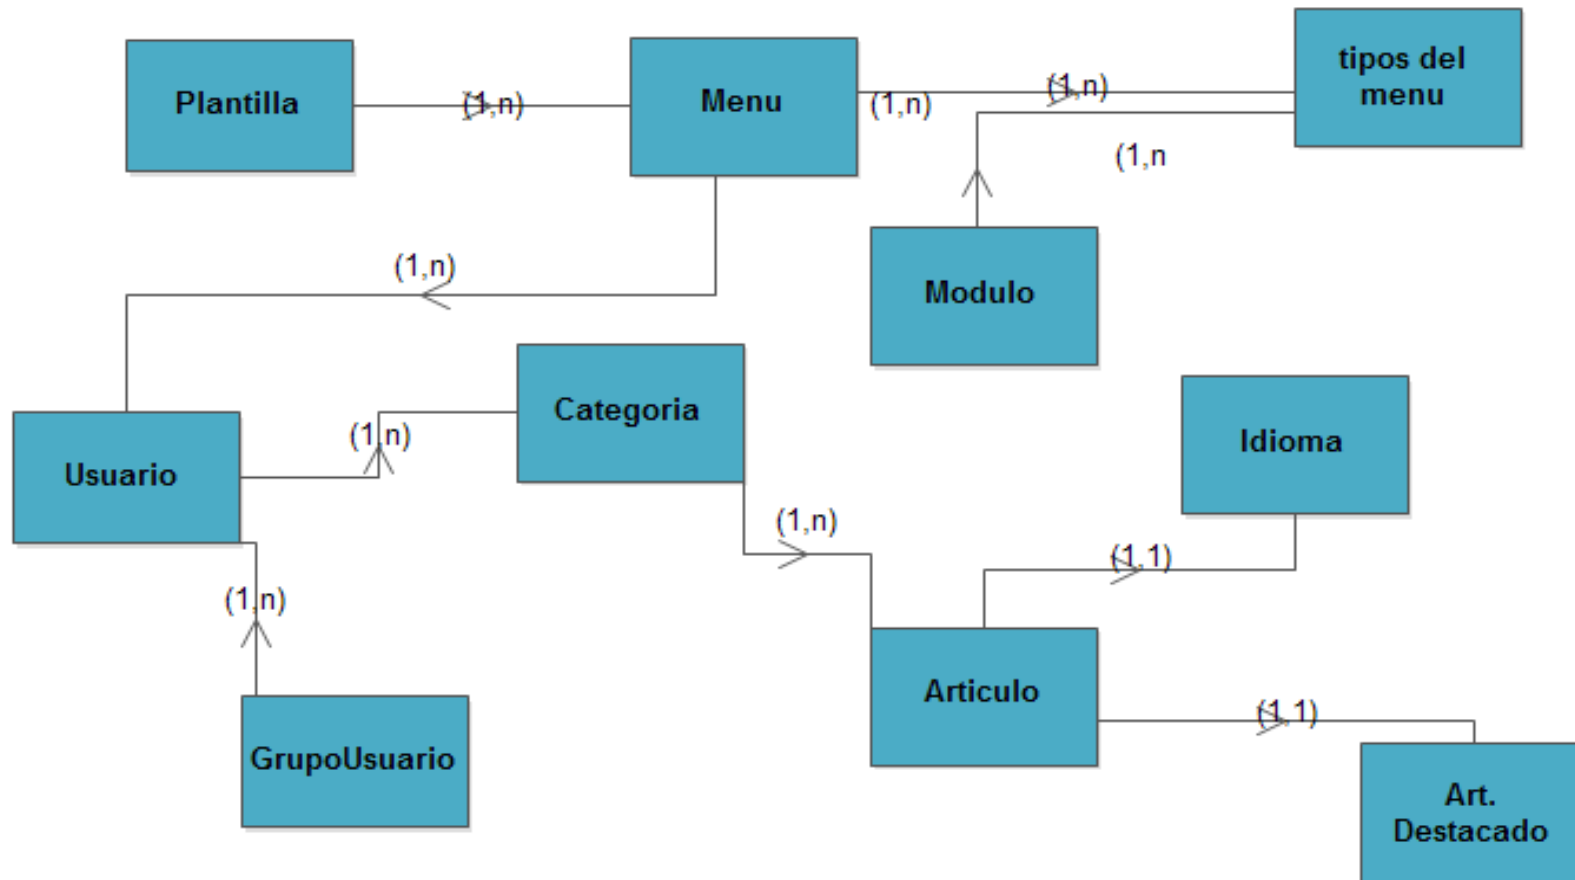 Plantilla
(1,n)
Menu
(1,n)
(1,n)
tipos del
menu
(1,n
Modulo
(1,n)
Categoria
Idioma
Usuario
(1,n)
(1,n)
(1,1)
(1,n)
Articulo
(1,1)
GrupoUsuario
Art.
Destacado